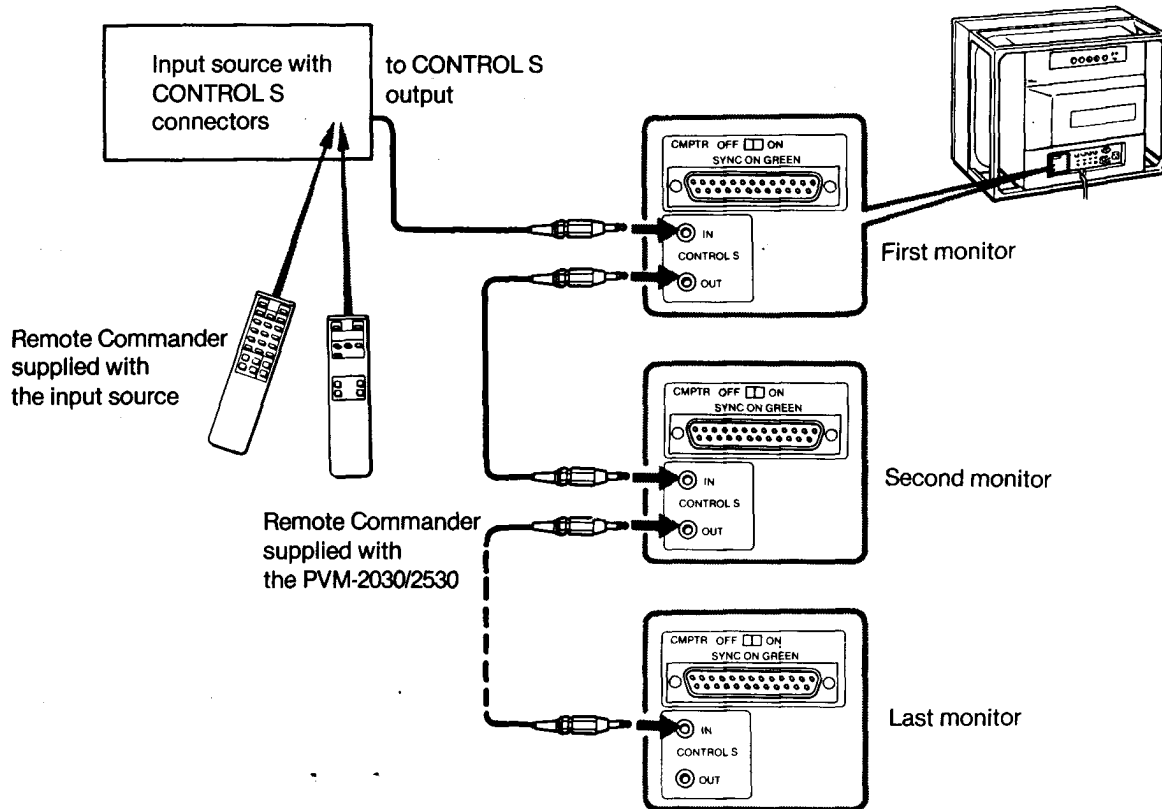 Input source with
CONTROL S
connectors
to CONTROL S
output
Remote Commander
supplied with
the input source
Remote Commander
supplied with
the PVM-2030/2530
CMPTR OFF ON
SYNC ON GREEN
IN
CONTROL S
OUT
First monitor
CMPTR OFF ON
SYNC ON GREEN
IN
CONTROL S
OUT
Second monitor
CMPTR OFF ON
SYNC ON GREEN
IN
CONTROL S
OUT
Last monitor